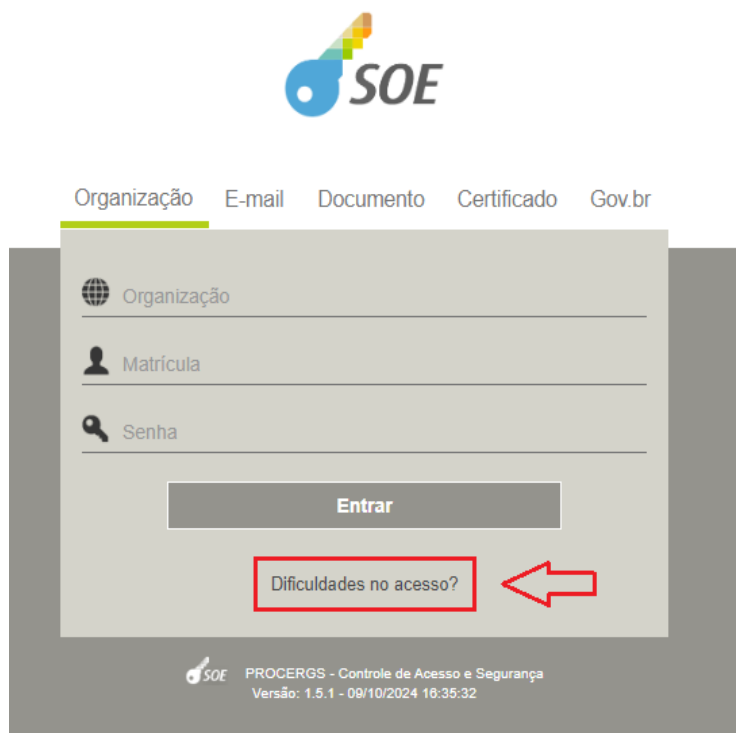 SOE
Organização E-mail Documento Certificado Gov.br
Organização
Matrícula
Senha
Entrar
Dificuldades no acesso?
SOE PROCERGS - Controle de Acesso e Segurança
Versão: 1.5.1 - 09/10/2024 16:35:32